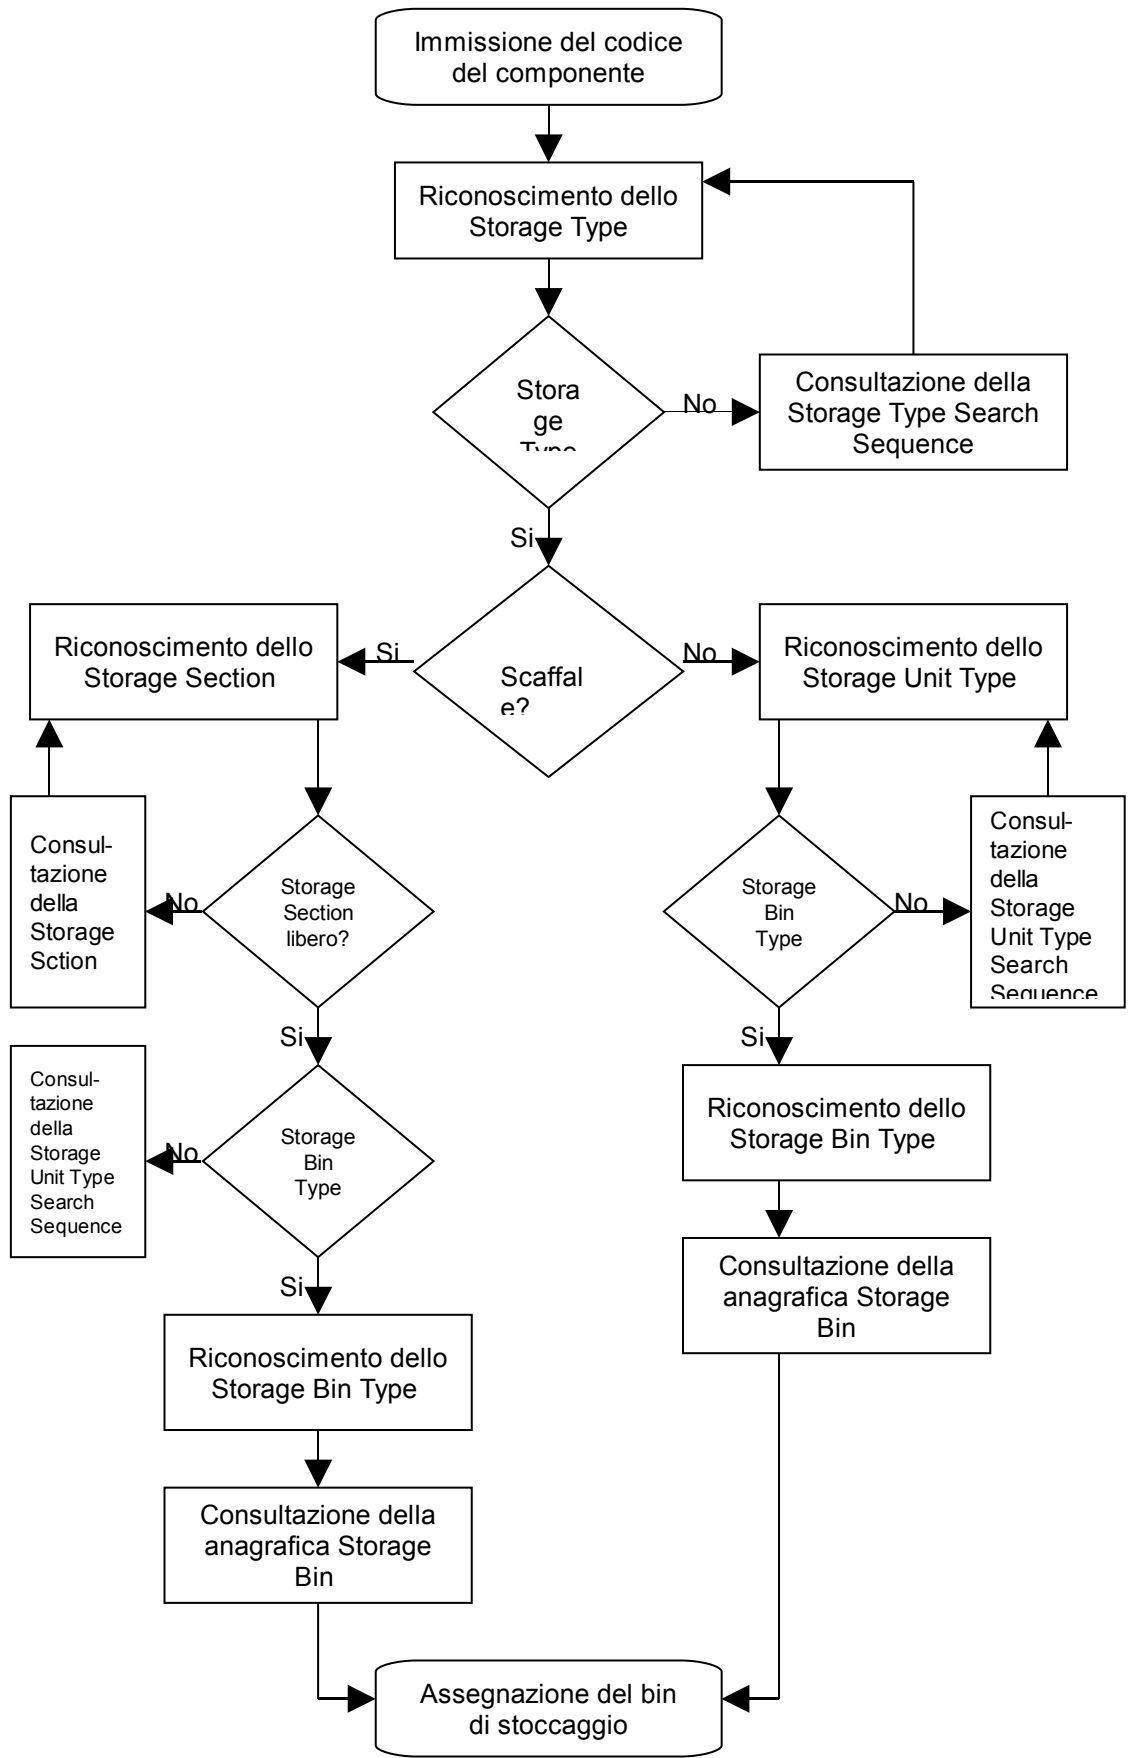 Immissione del codice
del componente
Riconoscimento dello
Storage Type
Stora
ge
Type
No
Consultazione della
Storage Type Search
Sequence
Si
Scaffal
e?
Si
No
Riconoscimento dello
Storage Section
Riconoscimento dello
Storage Unit Type
Consul-
tazione
della
Storage
Sction
No
Storage
Section
libero?
Storage
Bin
Type
No
Consul-
tazione
della
Storage
Unit Type
Search
Sequence
Si
Si
Consul-
tazione
della
Storage
Unit Type
Search
Sequence
No
Storage
Bin
Type
Riconoscimento dello
Storage Bin Type
Si
Consultazione della
anagrafica Storage
Bin
Riconoscimento dello
Storage Bin Type
Consultazione della
anagrafica Storage
Bin
Assegnazione del bin
di stoccaggio